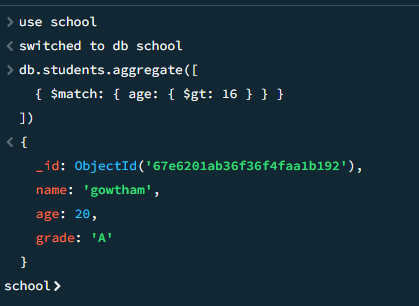 > use school
< switched to db school
> db.students.aggregate([
{ $match: { age: { $gt: 16 } } }
])
< {
_id: ObjectId('67e6201ab36f36f4faa1b192'),
name: 'gowtham',
age: 20,
grade: 'A'
}
school>